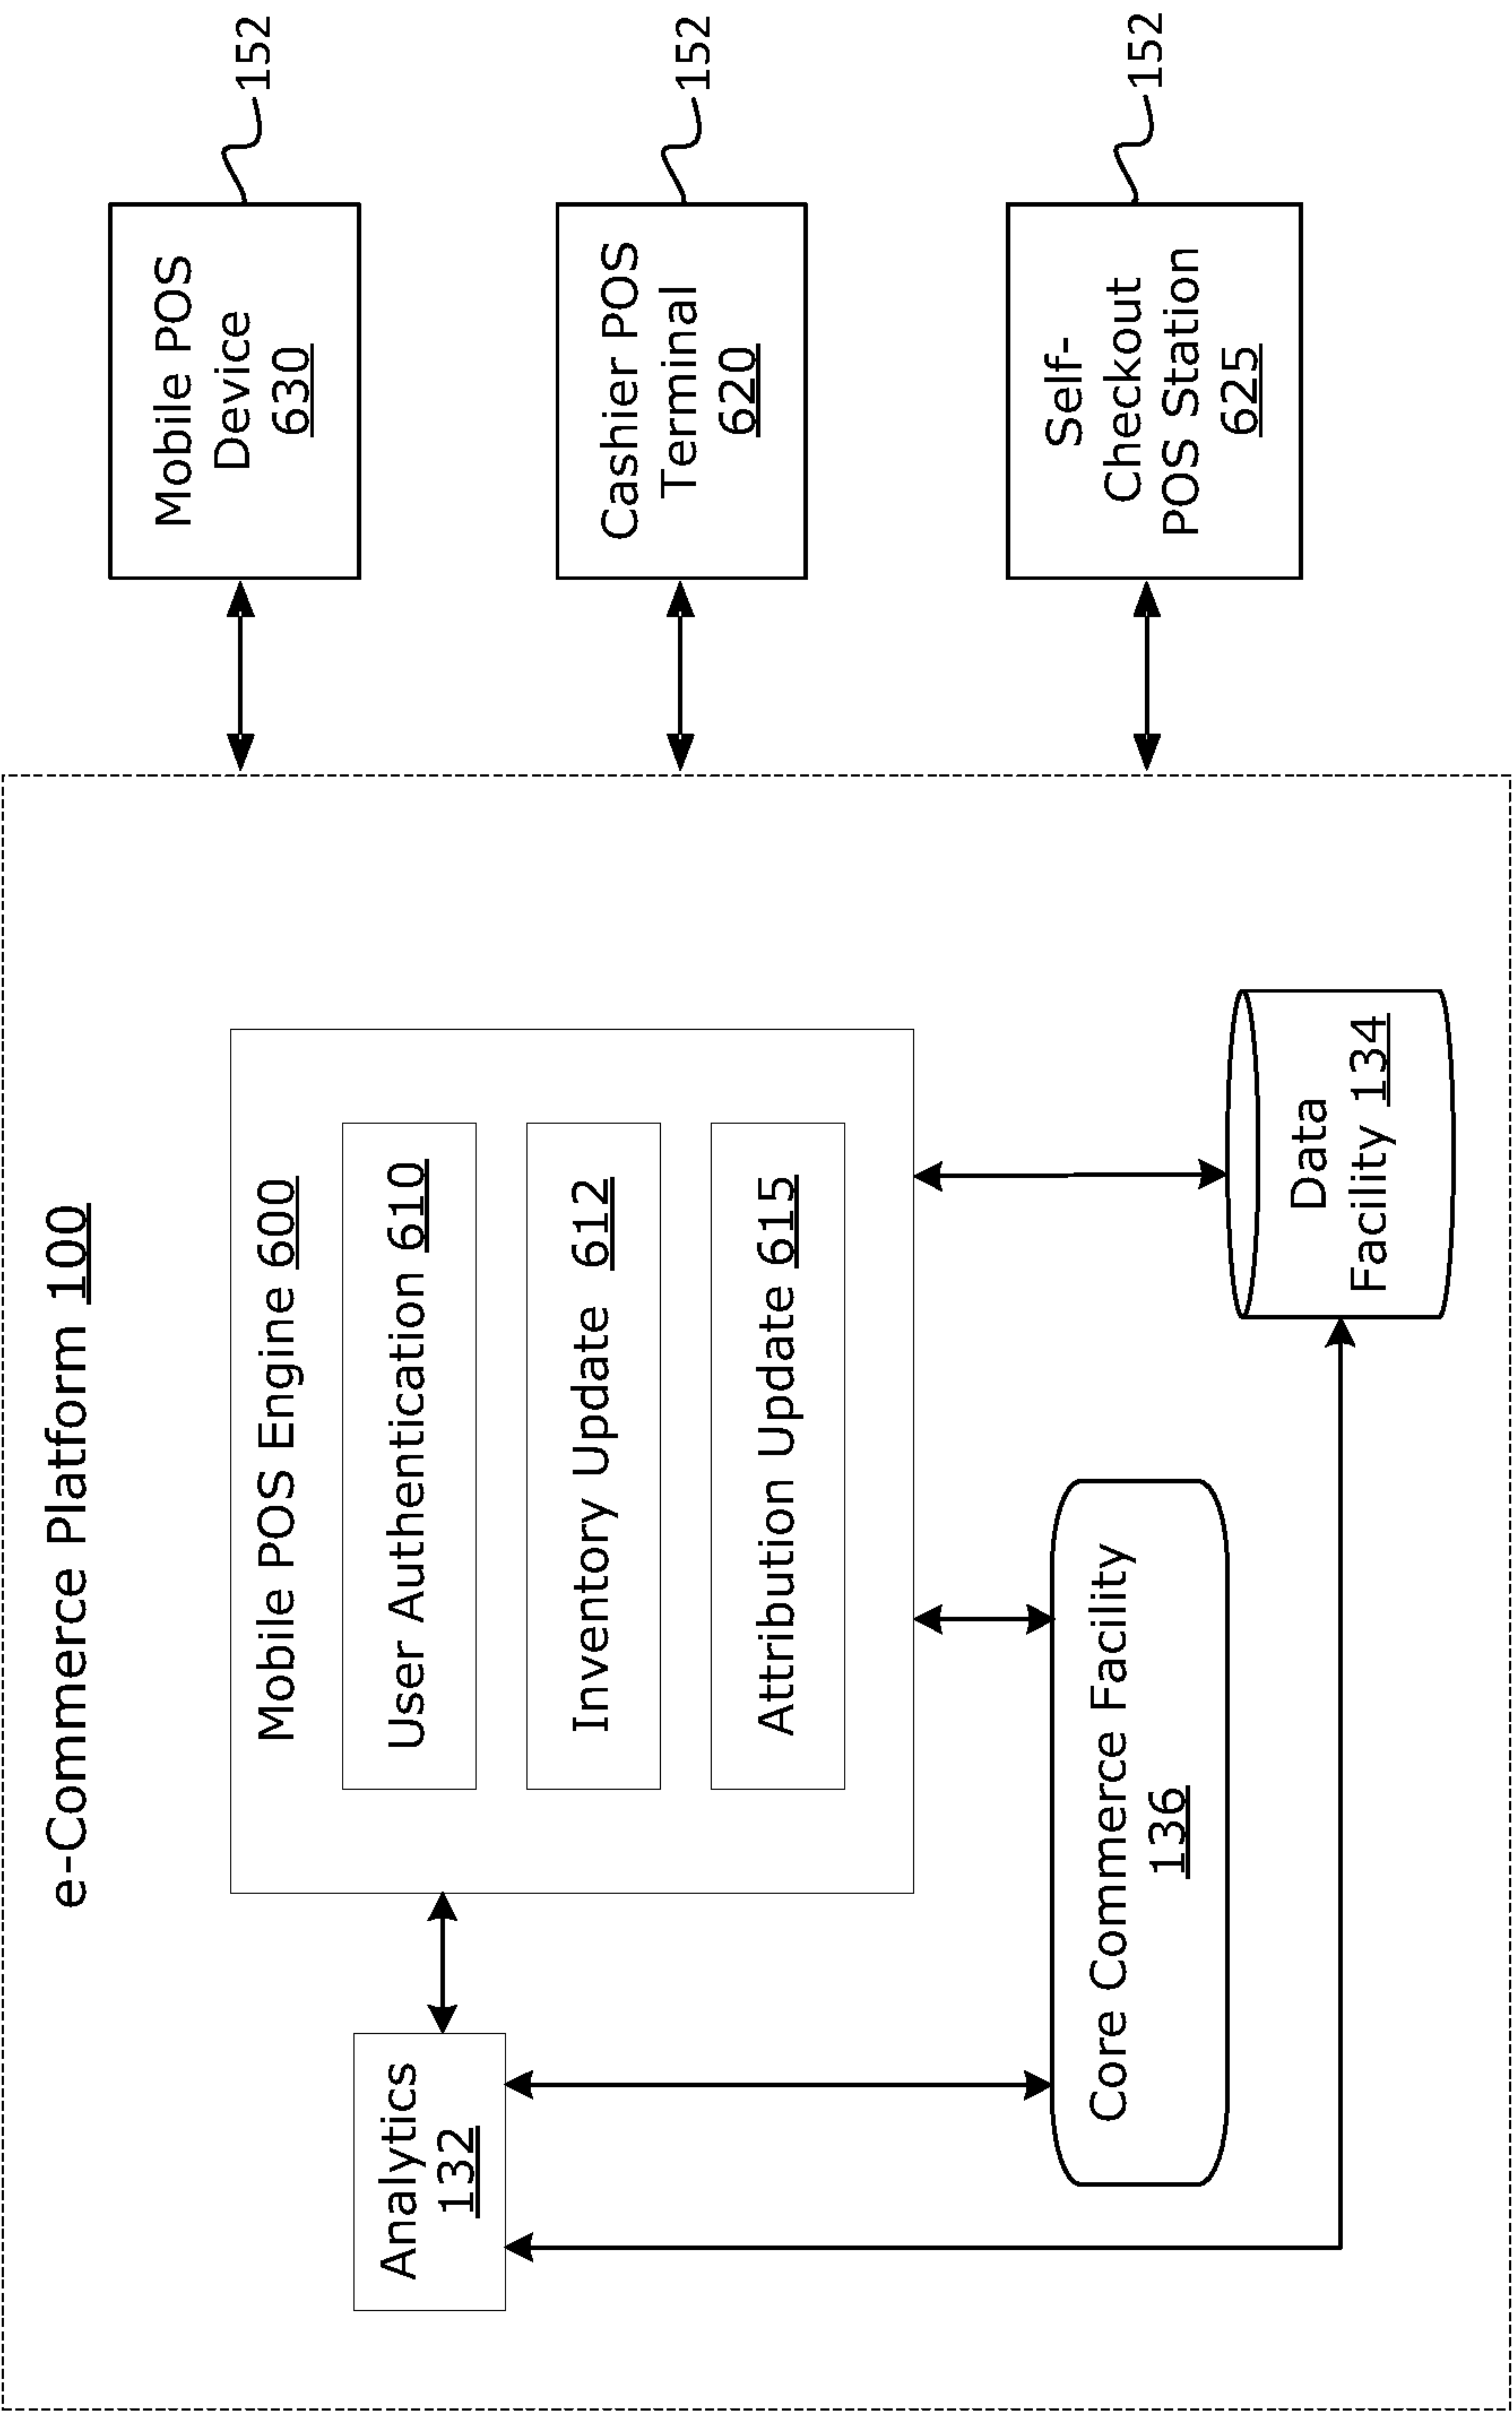 e-Commerce Platform 100
Analytics
132
Mobile POS Engine 600
User Authentication 610
Inventory Update 612
Attribution Update 615
Core Commerce Facility
136
Data
Facility 134
Mobile POS
Device
630
152
Cashier POS
Terminal
620
152
Self-
Checkout
POS Station
625
152